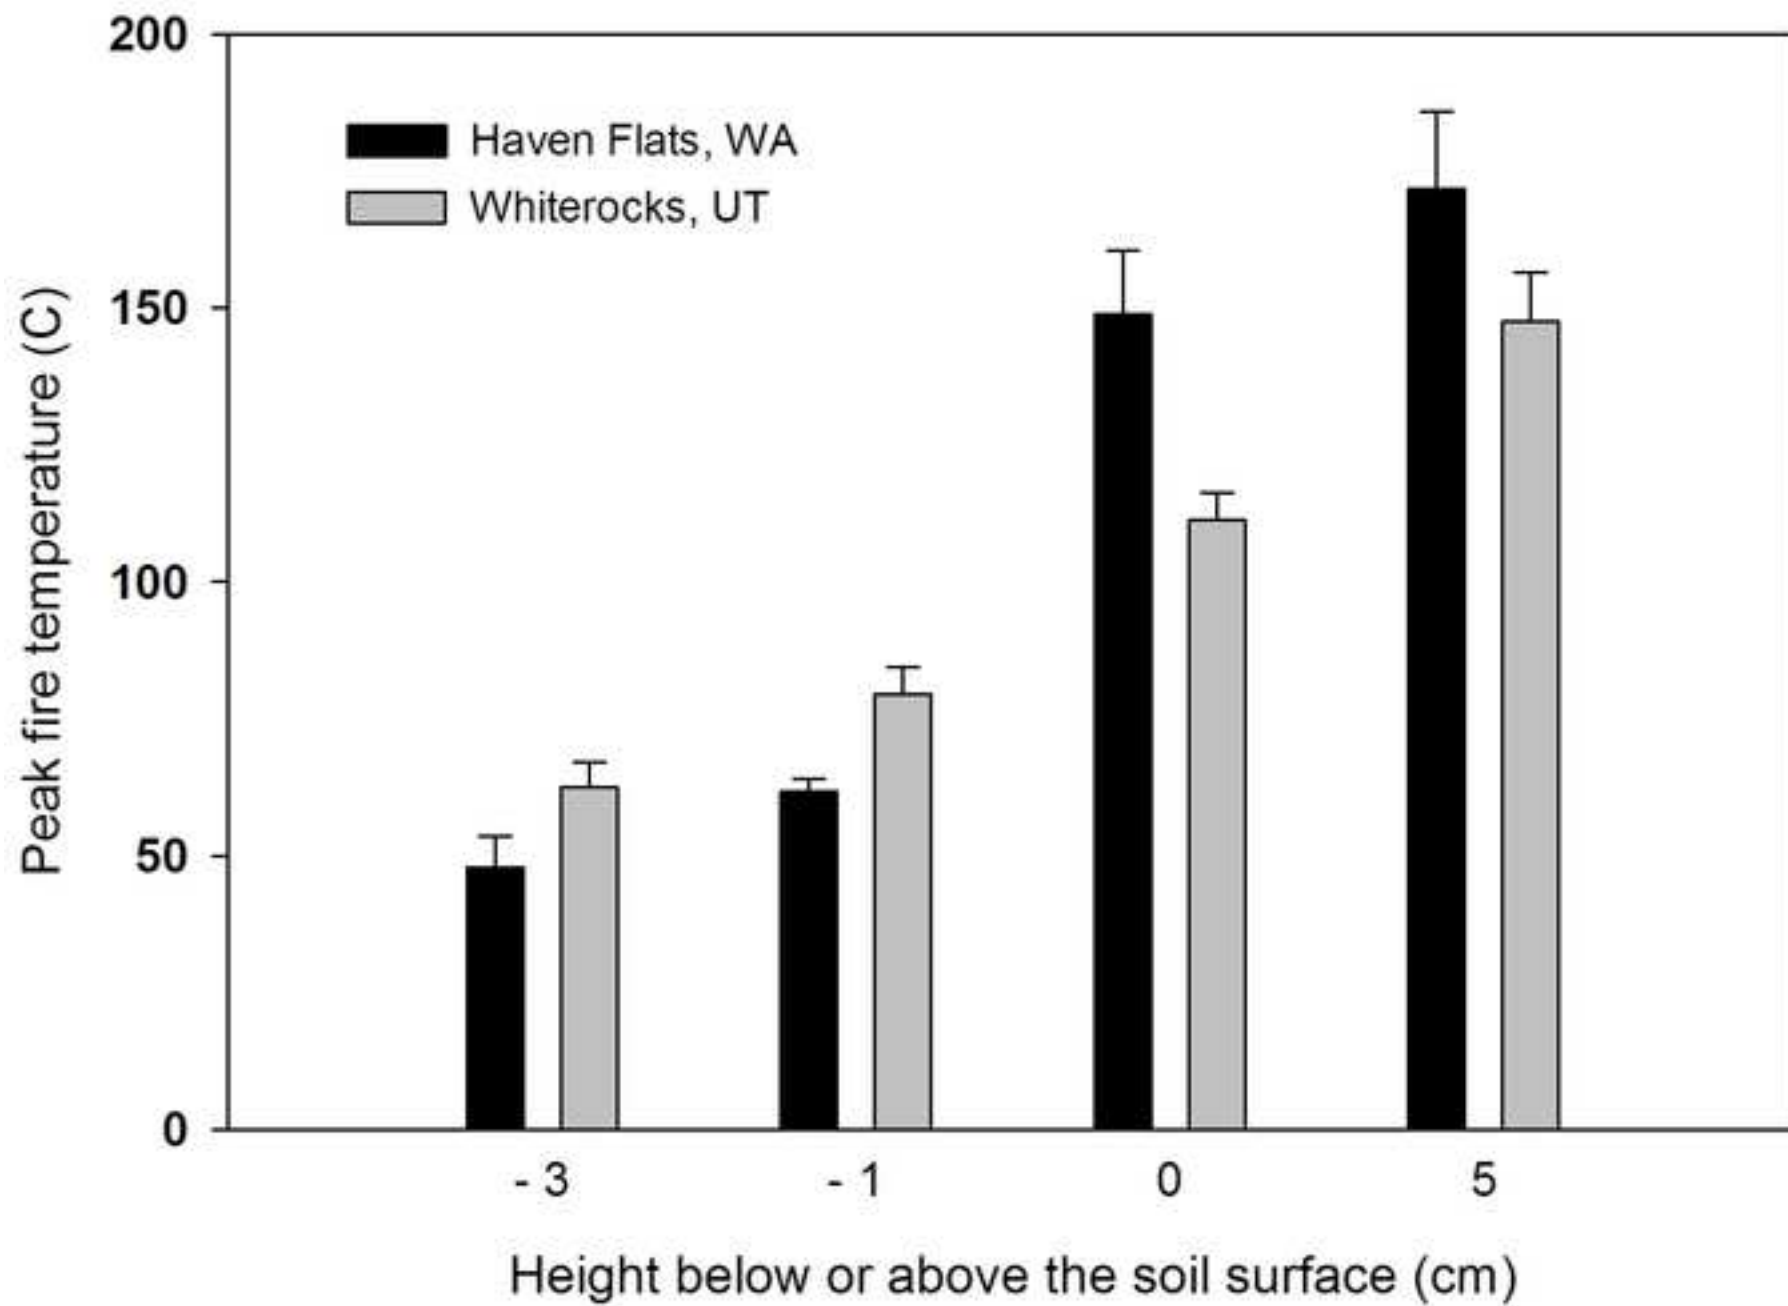 200
Haven Flats, WA
Whiterocks, UT
150
100
50
0
Peak fire temperature (C)
- 3
- 1
0
5
Height below or above the soil surface (cm)